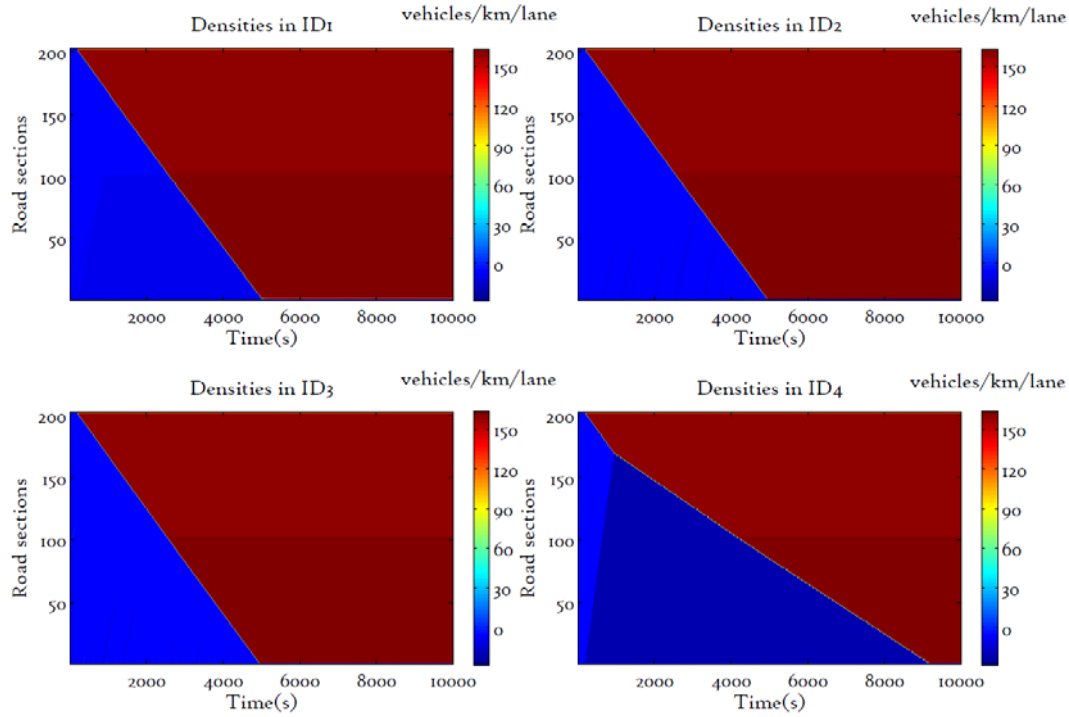 Densities in ID1
vehicles/km/lane
Densities in ID2
vehicles/km/lane
Road sections
200
150
100
50
2000 4000 6000 8000 10000
Time(s)
150
120
90
60
30
0
Road sections
200
150
100
50
2000 4000 6000 8000 10000
Time(s)
150
120
90
60
30
0
Densities in ID3
vehicles/km/lane
Densities in ID4
vehicles/km/lane
Road sections
200
150
100
50
2000 4000 6000 8000 10000
Time(s)
150
120
90
60
30
0
Road sections
200
150
100
50
2000 4000 6000 8000 10000
Time(s)
150
120
90
60
30
0